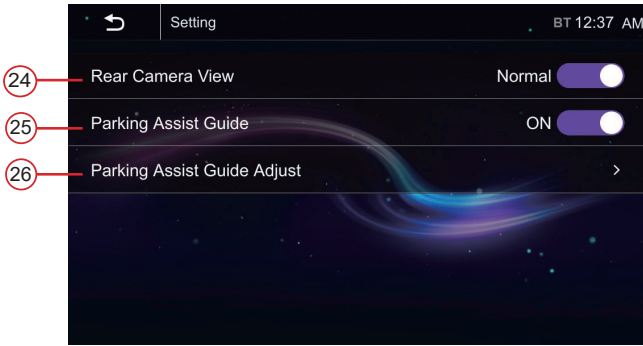 Setting BT 12:37 AM
24 Rear Camera View Normal
25 Parking Assist Guide ON
26 Parking Assist Guide Adjust >